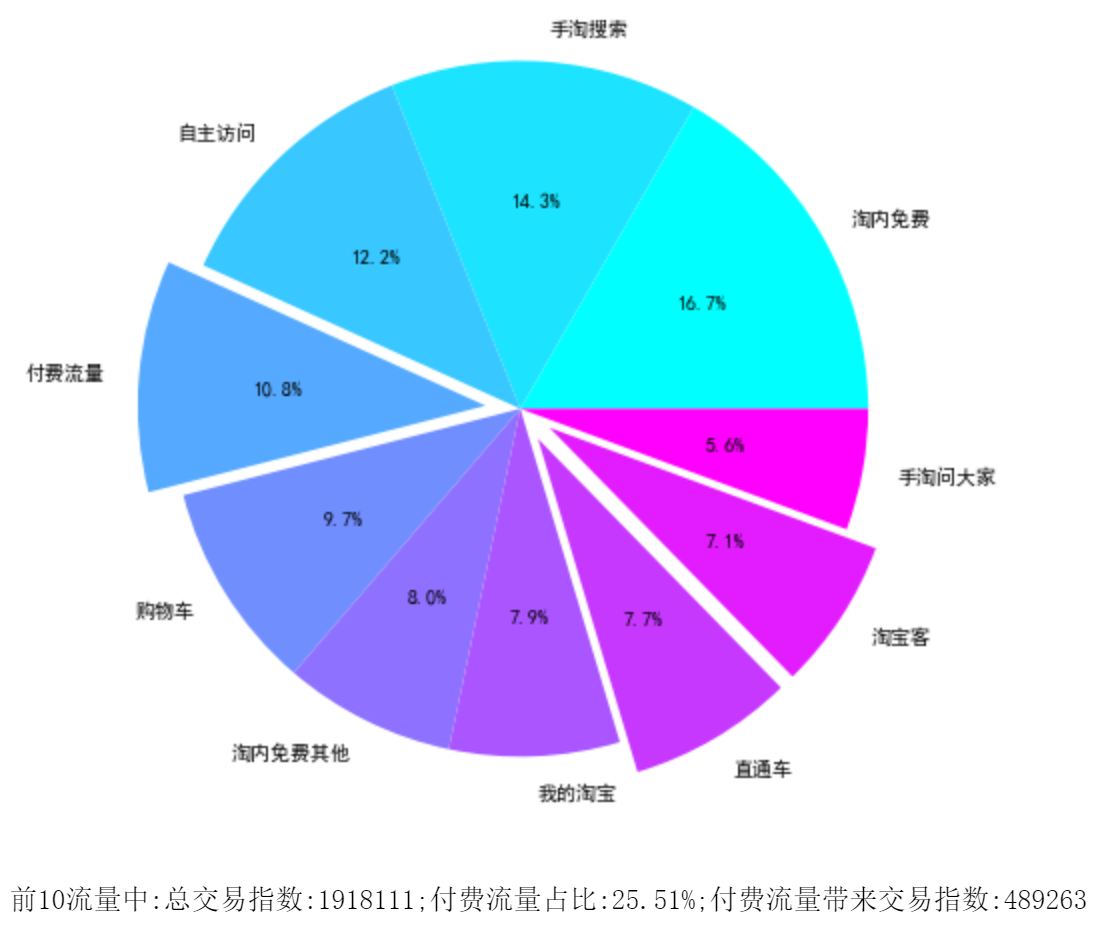 手淘搜索
自主访问
14.3%
淘内免费
12.2%
16.7%
付费流量
10.8%
5.6%
手淘问大家
9.7%
7.1%
8.0%
7.9%
7.7%
购物车
淘宝客
淘内免费其他
直通车
我的淘宝
前10流量中:总交易指数:1918111;付费流量占比:25.51%;付费流量带来交易指数:489263